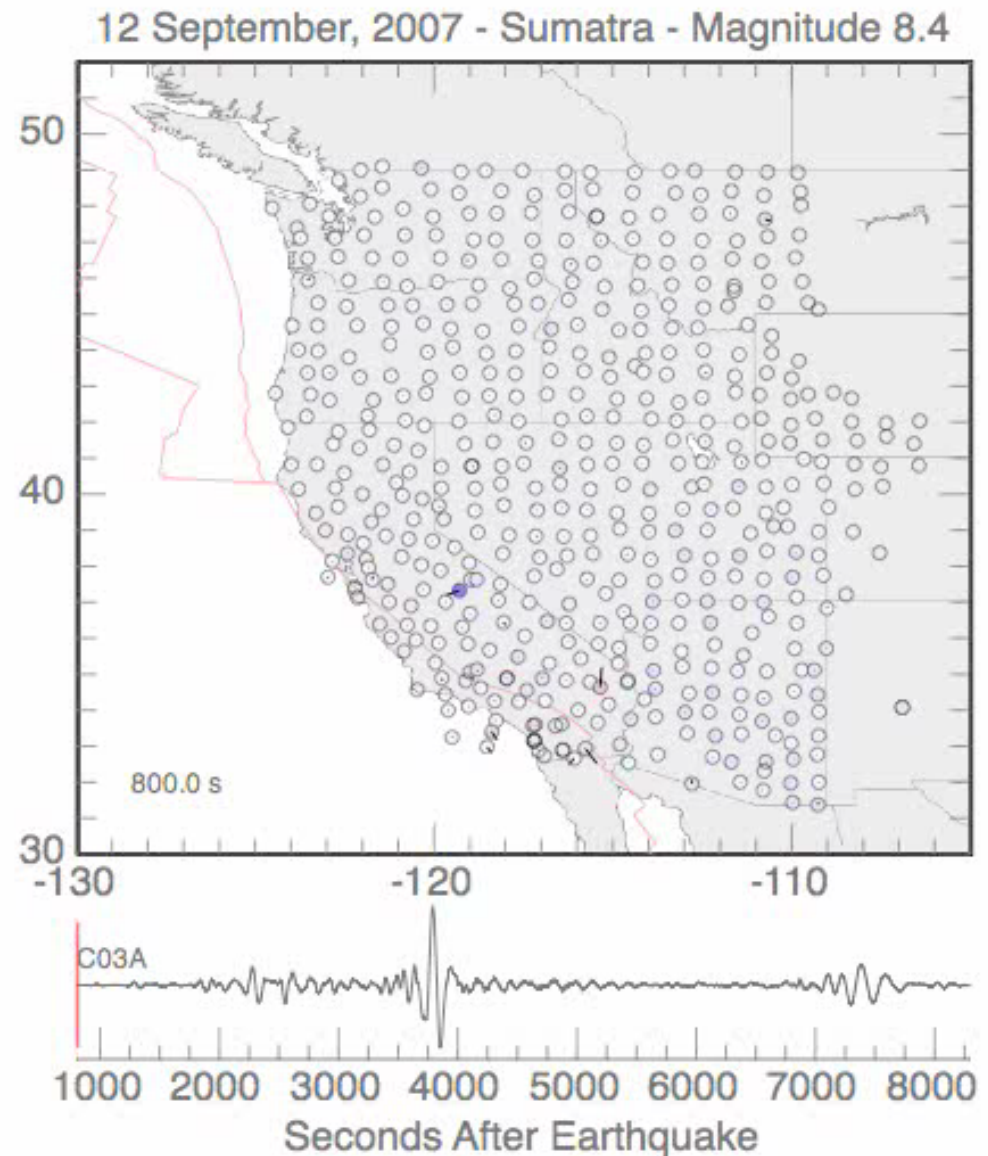 12 September, 2007 - Sumatra - Magnitude 8.4
50
40
800.0 s
30
-130 -120 -110
C03A
1000 2000 3000 4000 5000 6000 7000 8000
Seconds After Earthquake